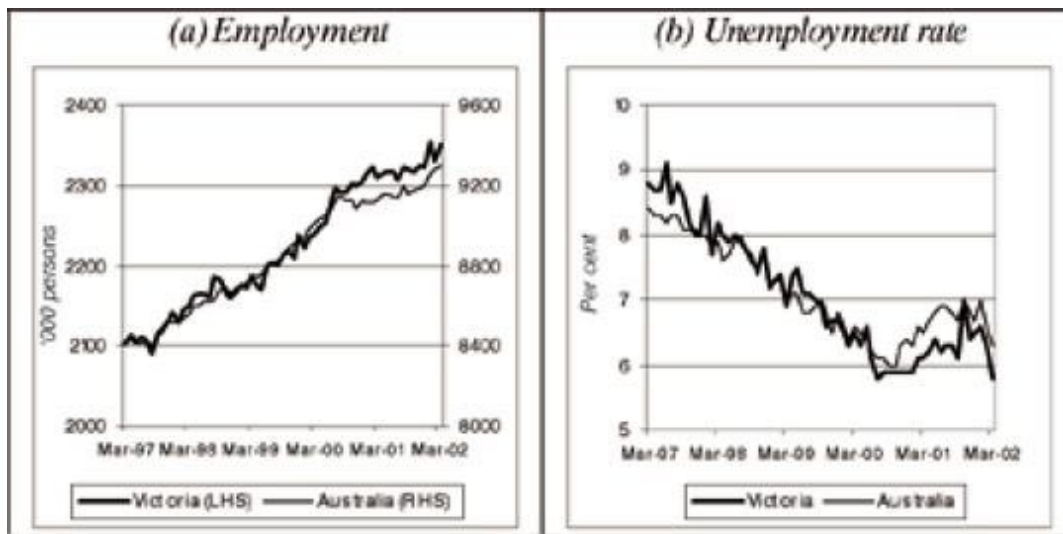 (a) Employment
2400
2300
2200
2100
2000
'000 persons
9600
9200
8800
8400
8000
Mar-97 Mar-98 Mar-99 Mar-00 Mar-01 Mar-02
Victoria (LHS) Australia (RHS)
(b) Unemployment rate
10
9
8
7
6
5
Per cent
Mar-97 Mar-98 Mar-99 Mar-00 Mar-01 Mar-02
Victoria Australia